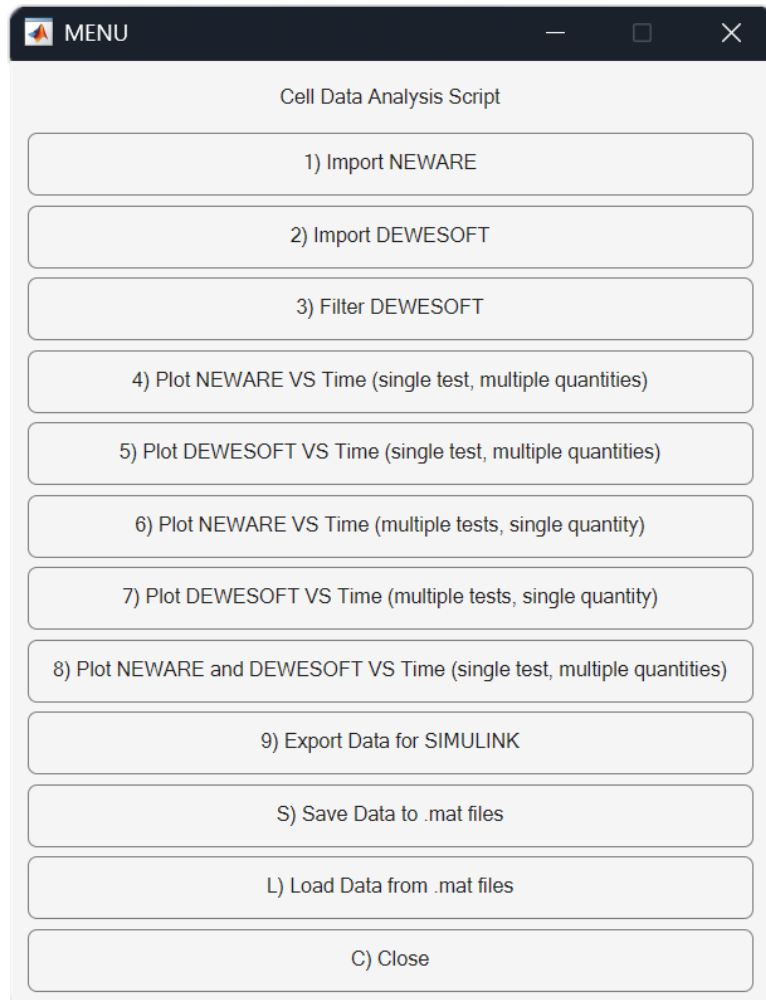 MENU
Cell Data Analysis Script
1) Import NEWARE
2) Import DEWESOFT
3) Filter DEWESOFT
4) Plot NEWARE VS Time (single test, multiple quantities)
5) Plot DEWESOFT VS Time (single test, multiple quantities)
6) Plot NEWARE VS Time (multiple tests, single quantity)
7) Plot DEWESOFT VS Time (multiple tests, single quantity)
8) Plot NEWARE and DEWESOFT VS Time (single test, multiple quantities)
9) Export Data for SIMULINK
S) Save Data to .mat files
L) Load Data from .mat files
C) Close